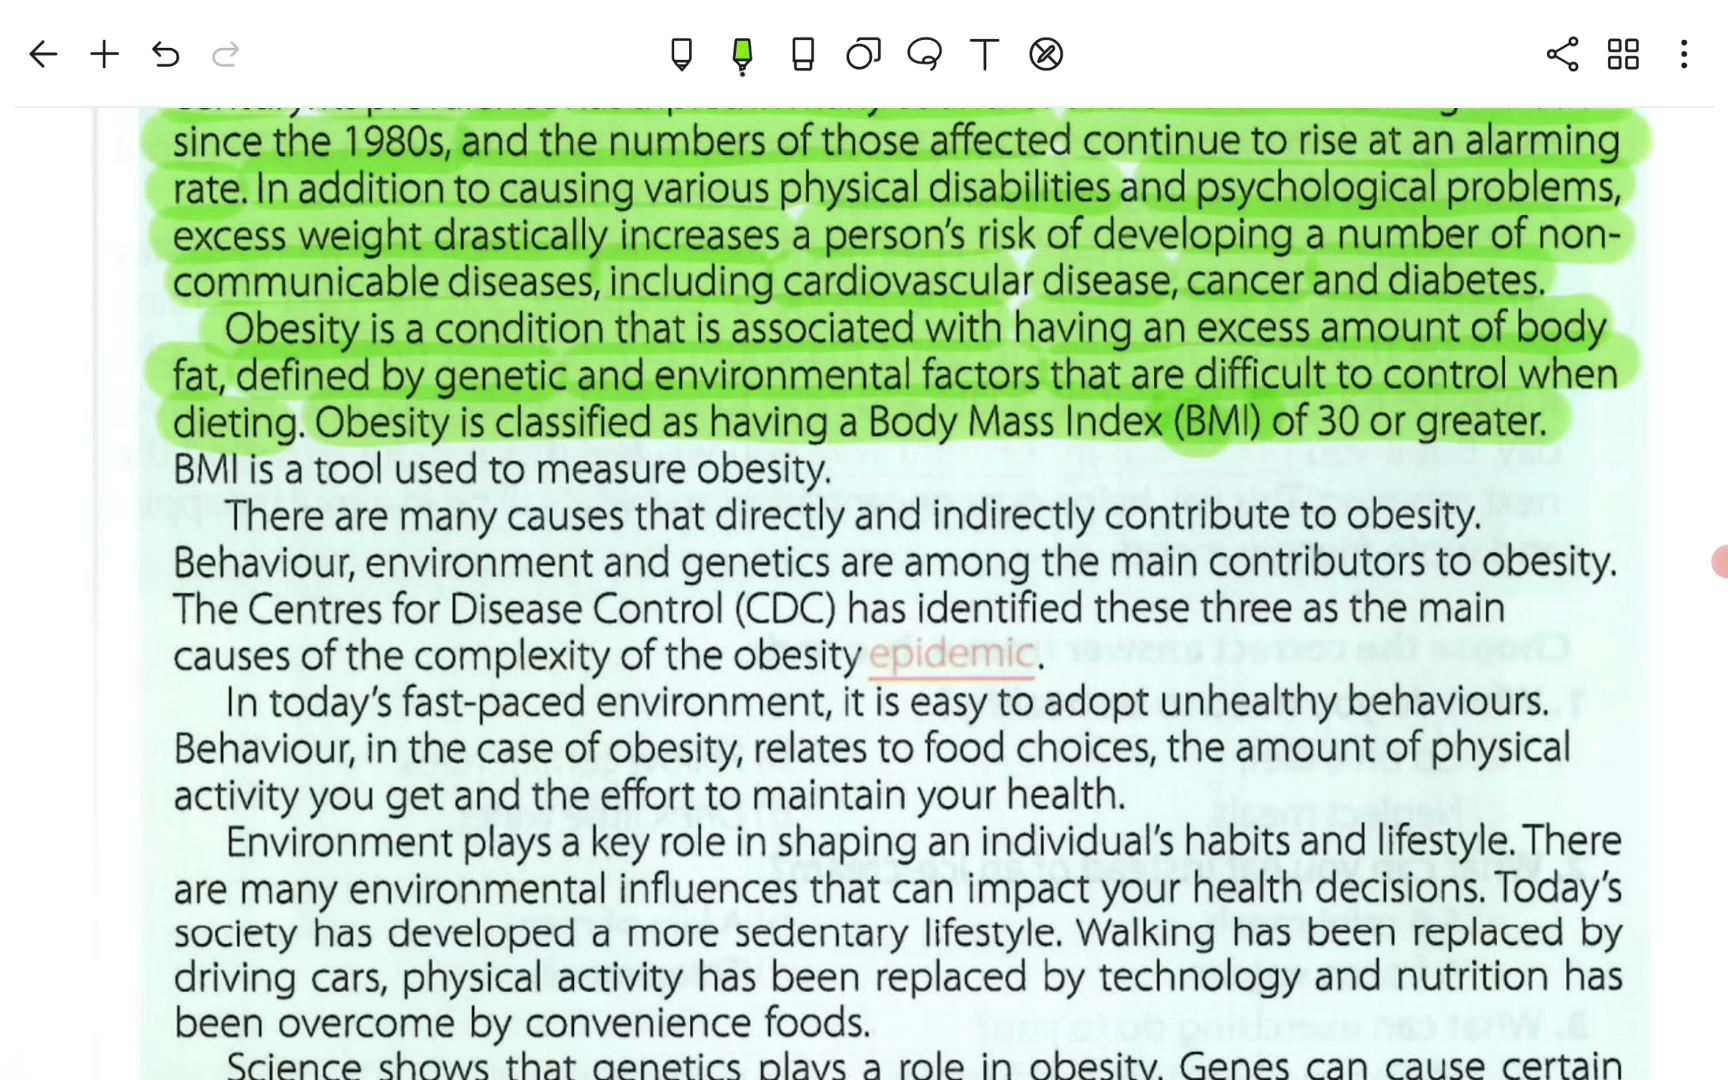 since the 1980s, and the numbers of those affected continue to rise at an alarming
rate. In addition to causing various physical disabilities and psychological problems,
excess weight drastically increases a person's risk of developing a number of non-
communicable diseases, including cardiovascular disease, cancer and diabetes.
Obesity is a condition that is associated with having an excess amount of body
fat, defined by genetic and environmental factors that are difficult to control when
dieting. Obesity is classified as having a Body Mass Index (BMI) of 30 or greater.
BMI is a tool used to measure obesity.
There are many causes that directly and indirectly contribute to obesity.
Behaviour, environment and genetics are among the main contributors to obesity.
The Centres for Disease Control (CDC) has identified these three as the main
causes of the complexity of the obesity epidemic.
In today's fast-paced environment, it is easy to adopt unhealthy behaviours.
Behaviour, in the case of obesity, relates to food choices, the amount of physical
activity you get and the effort to maintain your health.
Environment plays a key role in shaping an individual's habits and lifestyle. There
are many environmental influences that can impact your health decisions. Today's
society has developed a more sedentary lifestyle. Walking has been replaced by
driving cars, physical activity has been replaced by technology and nutrition has
been overcome by convenience foods.
Science shows that genetics plays a role in obesity. Genes can cause certain